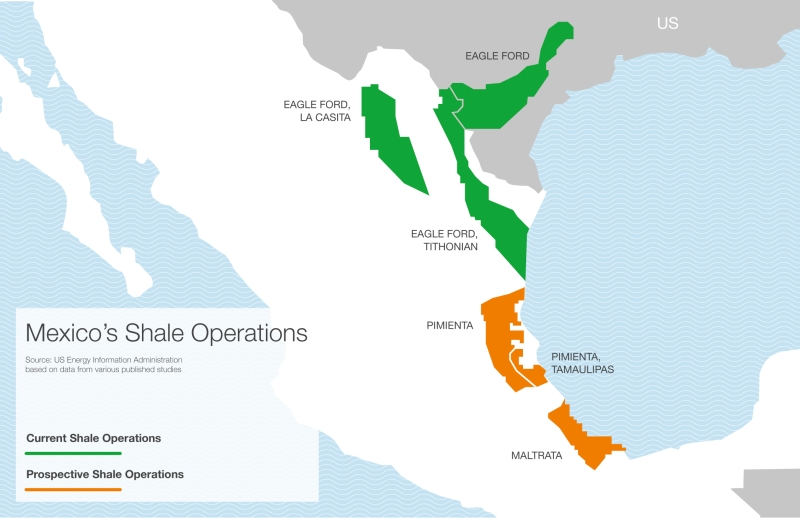 US
EAGLE FORD
EAGLE FORD,
LA CASITA
EAGLE FORD,
TITHONIAN
PIMIENTA
PIMIENTA,
TAMAULIPAS
MALTRATA
Mexico's Shale Operations
Source: US Energy Information Administration
based on data from various published studies
Current Shale Operations
Prospective Shale Operations